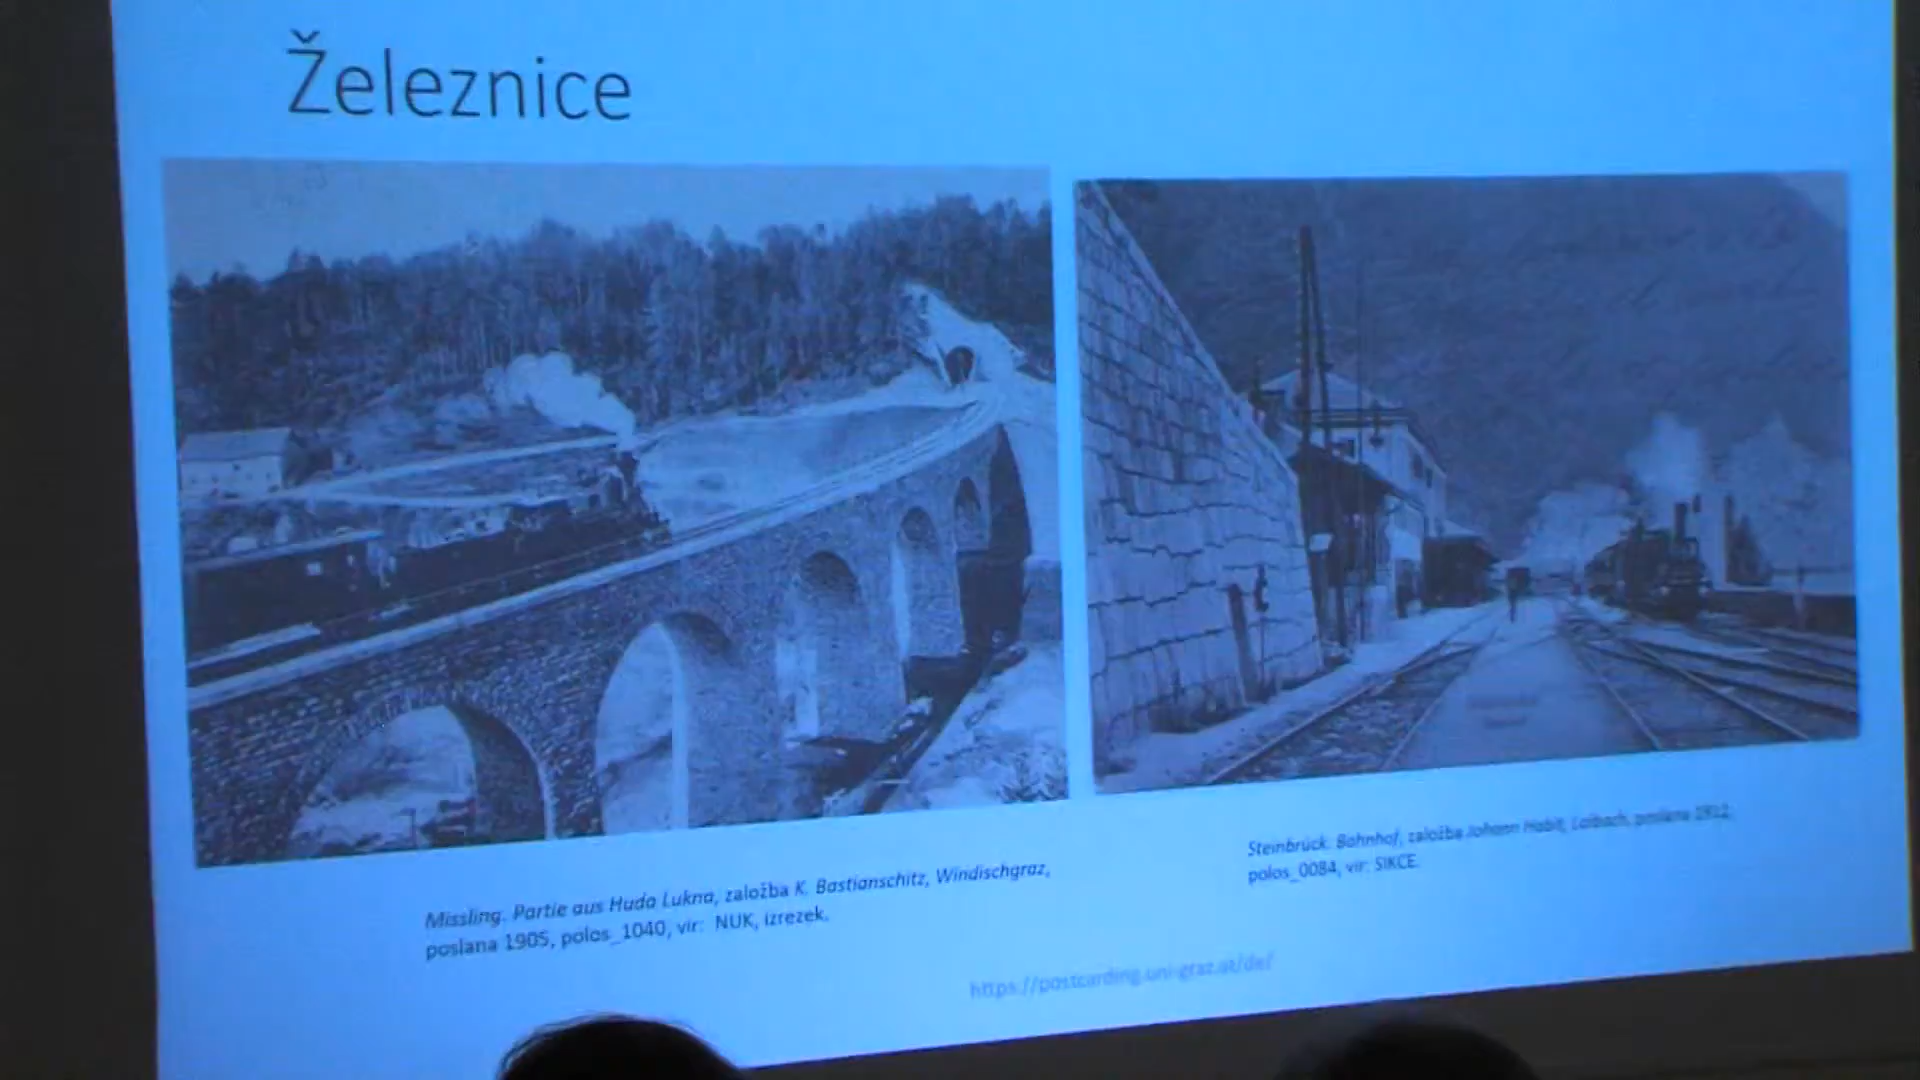 Železnice
Missling. Partie aus Huda Lukna, založba K. Bastianschitz, Windischgraz,
poslana 1905, polos_1040, vir: NUK, izrezek.
Steinbrück. Bahnhof, založba Johann Habit, Laibach, poslana 1912,
polos_0084, vir: SIKCE.
https://postcarding.uni-graz.at/de/